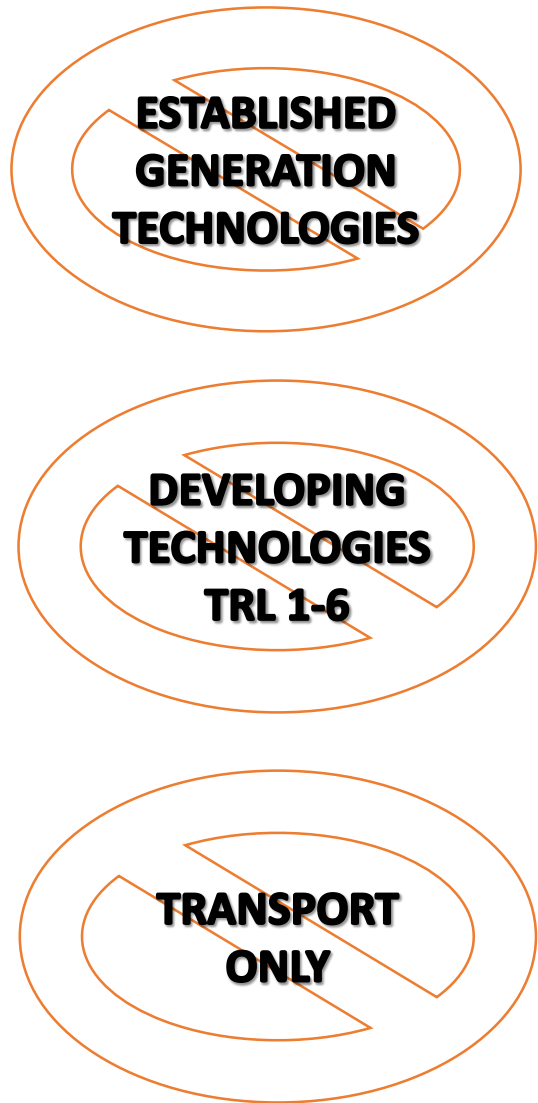 ESTABLISHED
GENERATION
TECHNOLOGIES
DEVELOPING
TECHNOLOGIES
TRL 1-6
TRANSPORT
ONLY